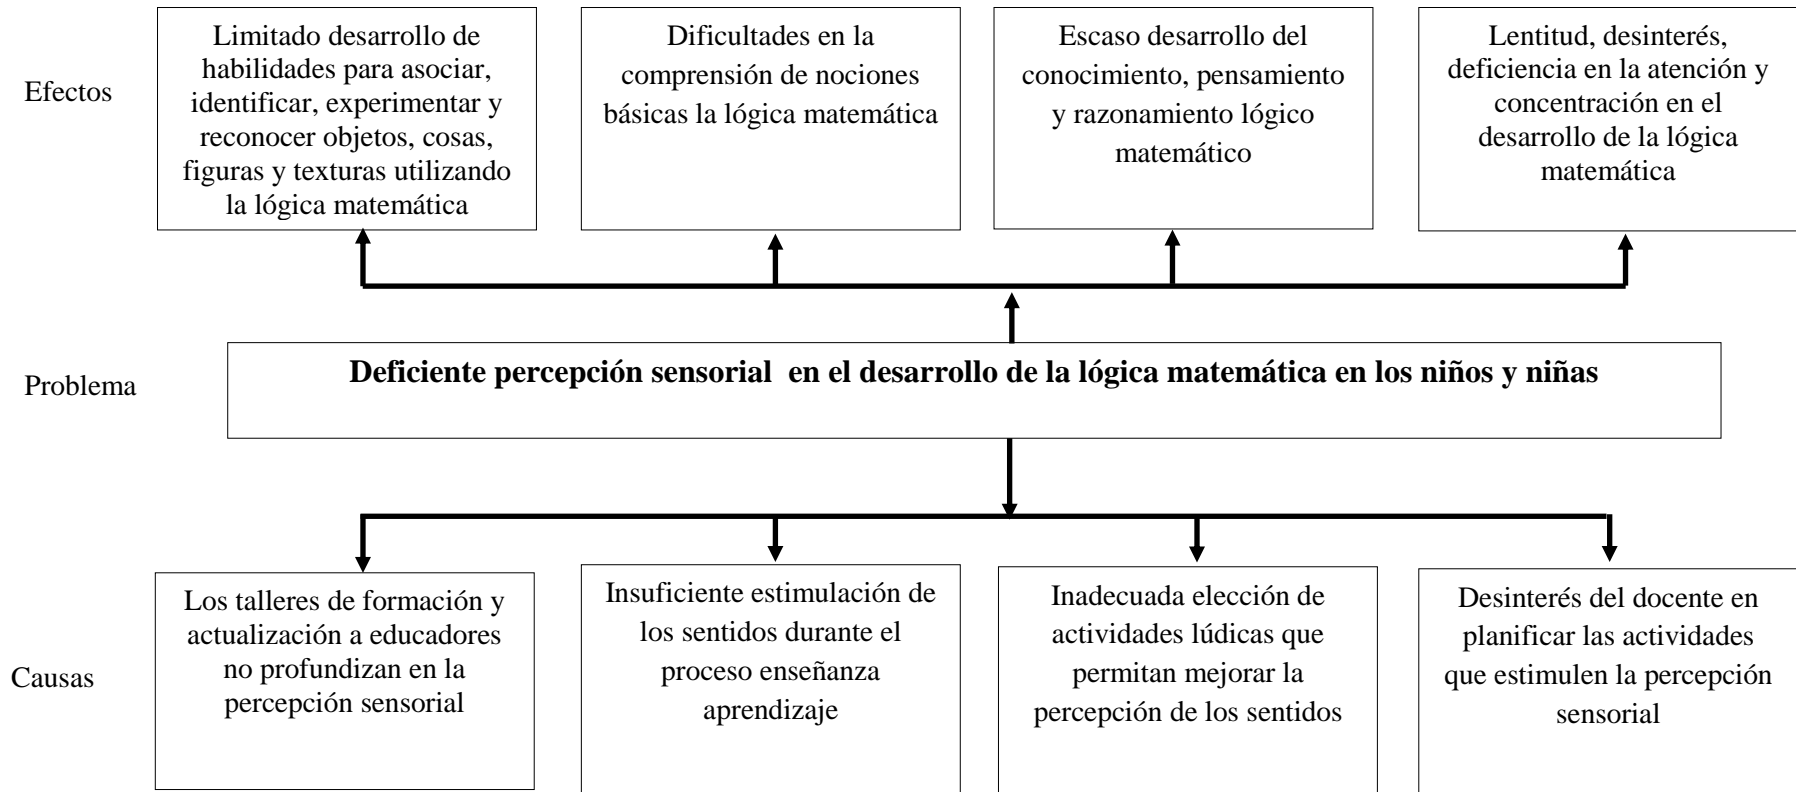 Efectos
Limitado desarrollo de
habilidades para asociar,
identificar, experimentar y
reconocer objetos, cosas,
figuras y texturas utilizando
la lógica matemática
Dificultades en la
comprensión de nociones
básicas la lógica matemática
Escaso desarrollo del
conocimiento, pensamiento
y razonamiento lógico
matemático
Lentitud, desinterés,
deficiencia en la atención y
concentración en el
desarrollo de la lógica
matemática
Problema
Deficiente percepción sensorial  en el desarrollo de la lógica matemática en los niños y niñas
Causas
Los talleres de formación y
actualización a educadores
no profundizan en la
percepción sensorial
Insuficiente estimulación de
los sentidos durante el
proceso enseñanza
aprendizaje
Inadecuada elección de
actividades lúdicas que
permitan mejorar la
percepción de los sentidos
Desinterés del docente en
planificar las actividades
que estimulen la percepción
sensorial